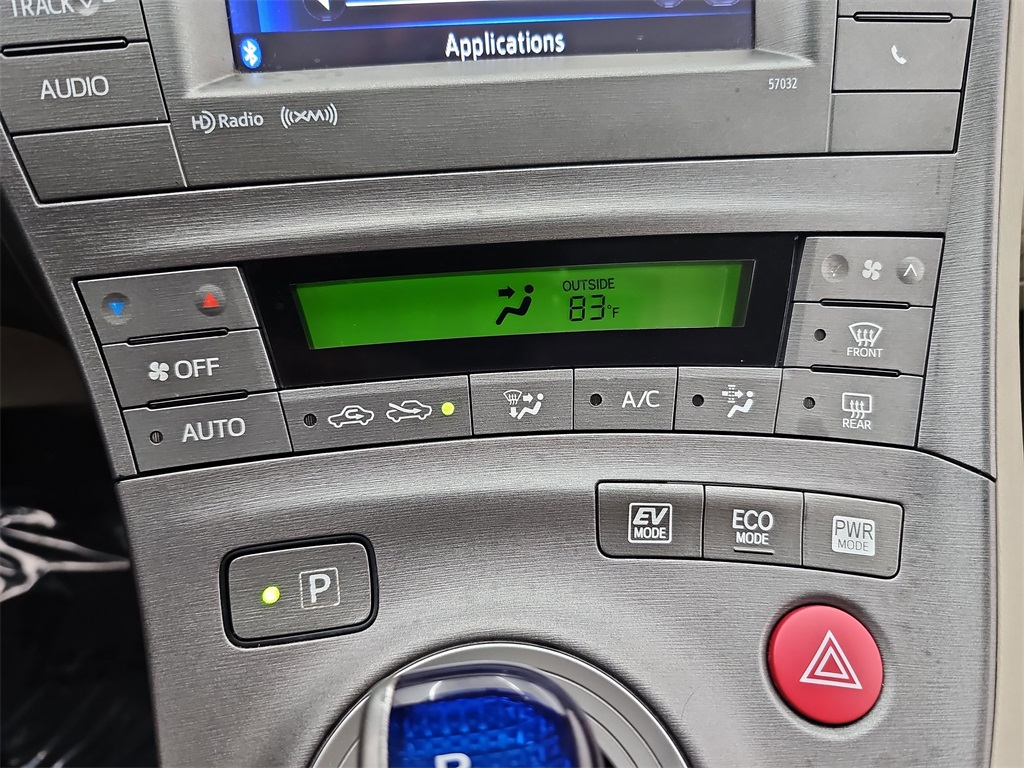 TRACK
AUDIO
Applications
57032
HD Radio
((XM))
OUTSIDE
83°F
OFF
AUTO
A/C
FRONT
REAR
EV
MODE
ECO
MODE
PWR
MODE
P